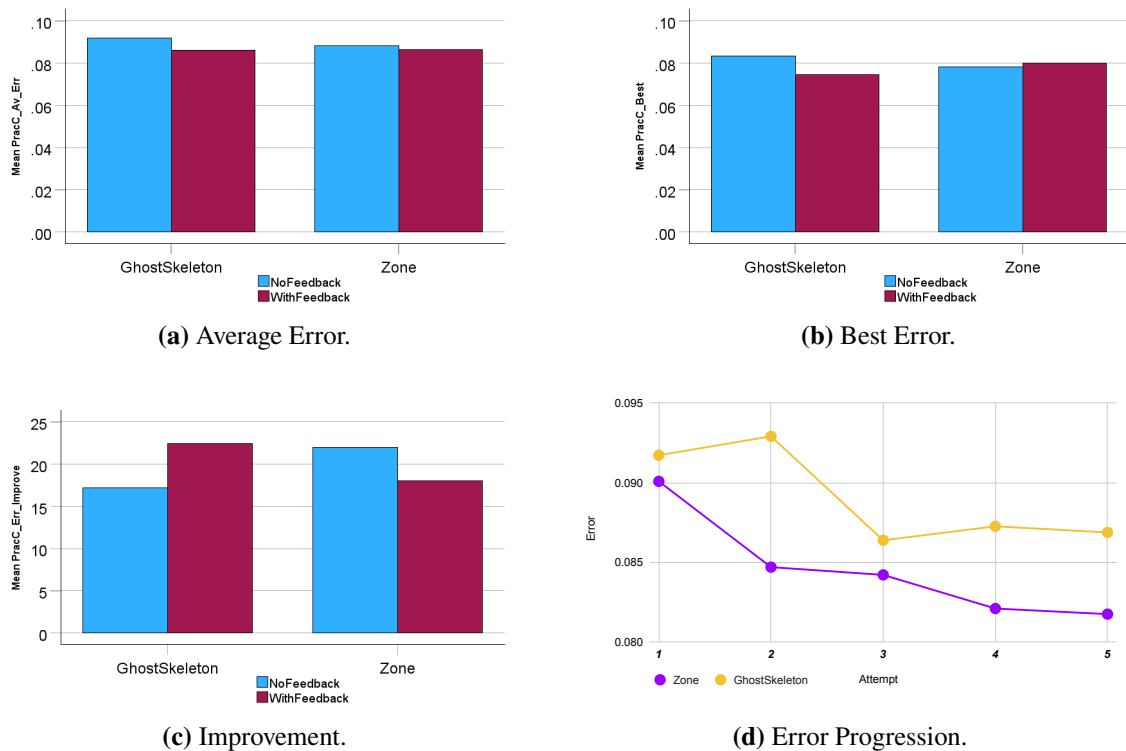 .10
.08
.06
.04
.02
.00
Mean PracC_Av_Err
GhostSkeleton
Zone
NoFeedback
WithFeedback
(a) Average Error.
.10
.08
.06
.04
.02
.00
Mean PracC_Best
GhostSkeleton
Zone
NoFeedback
WithFeedback
(b) Best Error.
25
20
15
10
5
0
Mean PracC_Err_Improve
GhostSkeleton
Zone
NoFeedback
WithFeedback
(c) Improvement.
0.095
0.090
0.085
0.080
Error
1 2 3 4 5
Zone GhostSkeleton Attempt
(d) Error Progression.